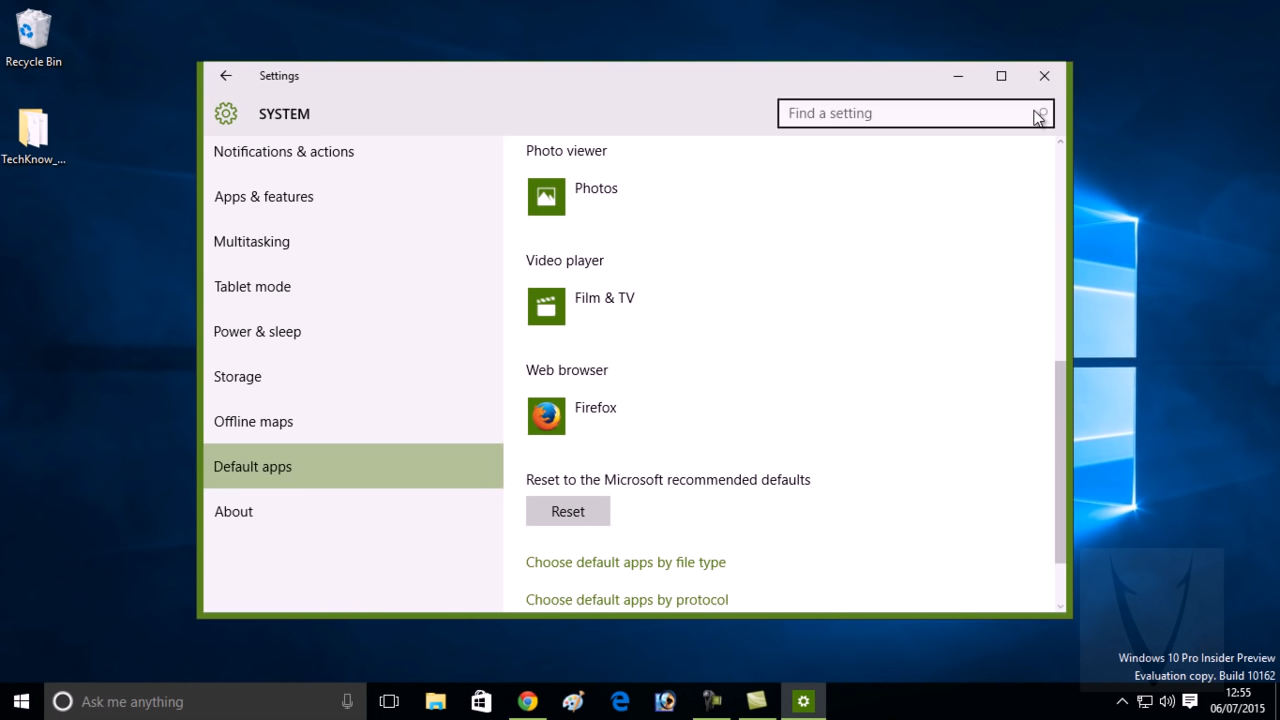 Recycle Bin
TechKnow_...
Settings
SYSTEM
Find a setting
Notifications & actions
Apps & features
Multitasking
Tablet mode
Power & sleep
Storage
Offline maps
Default apps
About
Photo viewer
Photos
Video player
Film & TV
Web browser
Firefox
Reset to the Microsoft recommended defaults
Reset
Choose default apps by file type
Choose default apps by protocol
Windows 10 Pro Insider Preview
Evaluation copy. Build 10162
Ask me anything
12:55
06/07/2015